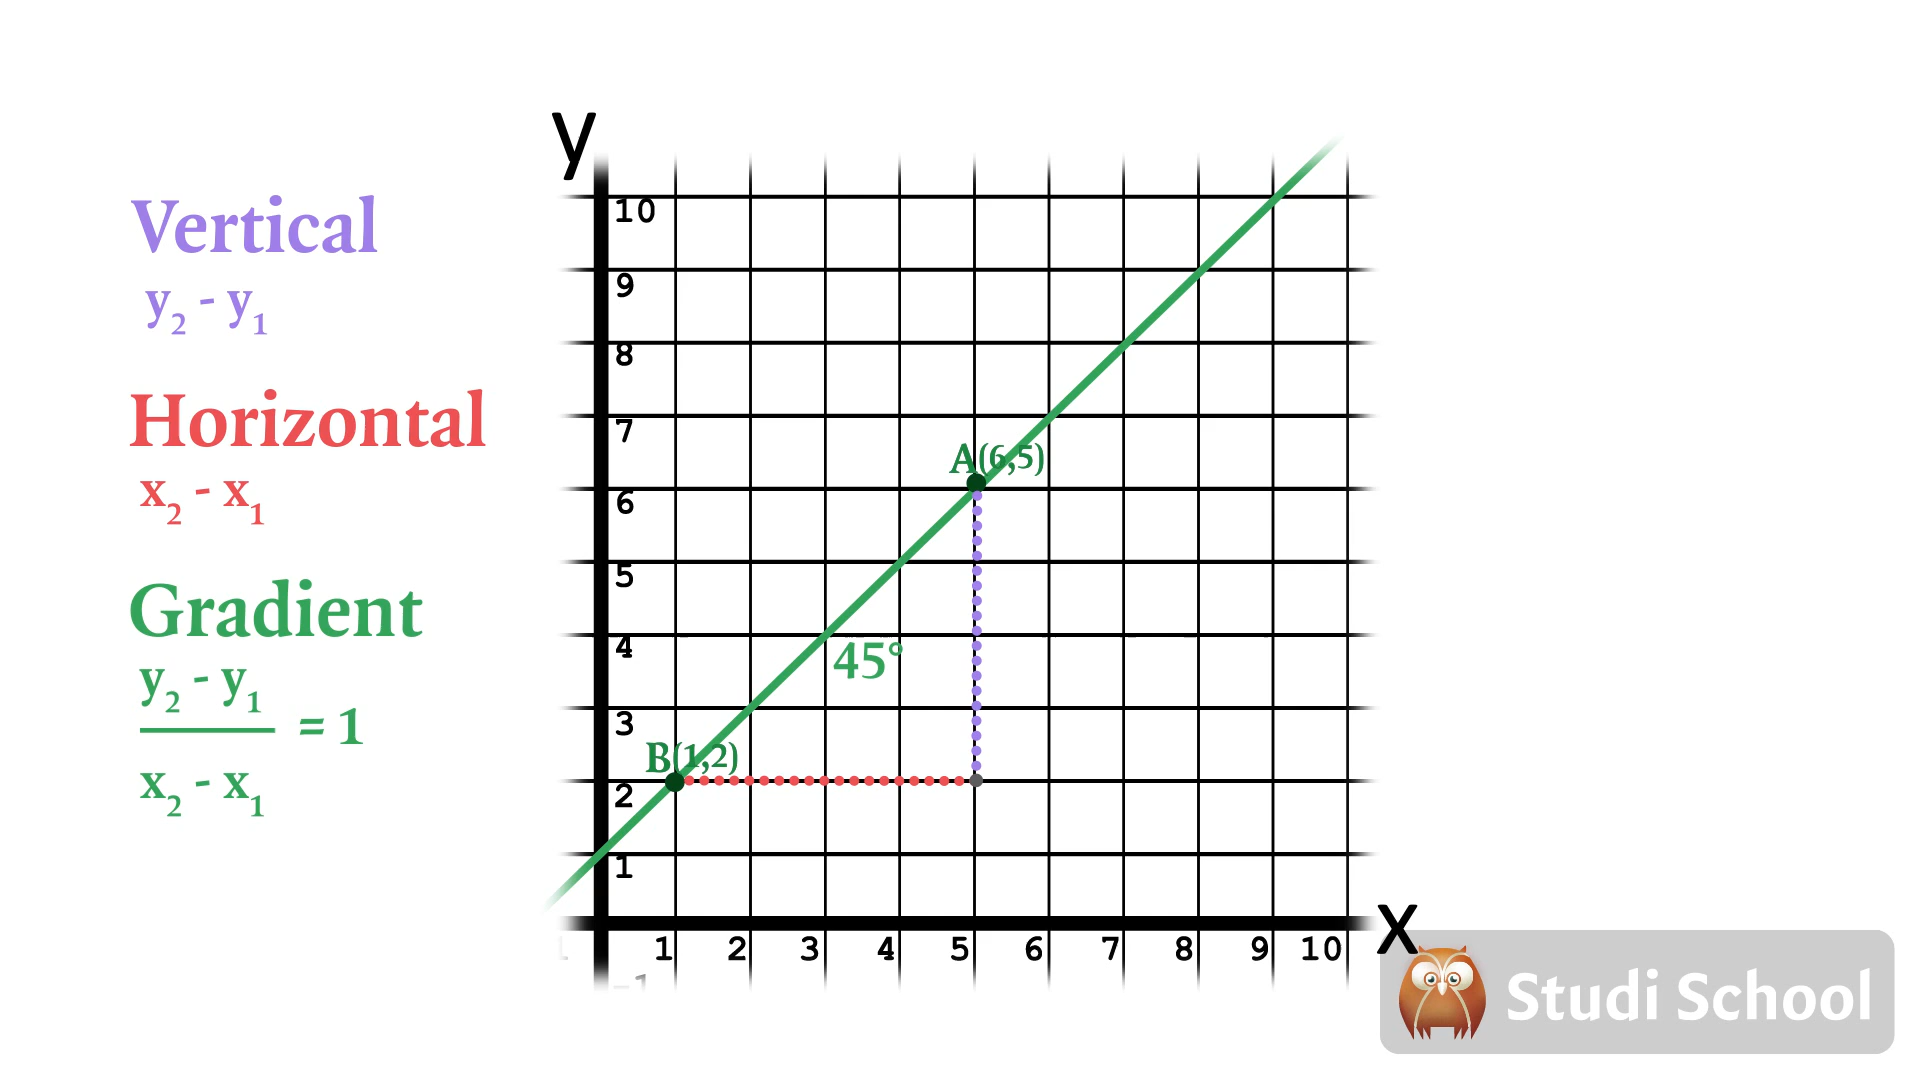 y
Vertical
y₂ - y₁
Horizontal
x₂ - x₁
Gradient
y₂ - y₁
= 1
x₂ - x₁
10
9
8
7
6
5
4
3
2
1
A(6,5)
45°
B(1,2)
1 2 3 4 5 6 7 8 9 10
x
-1
Studi School